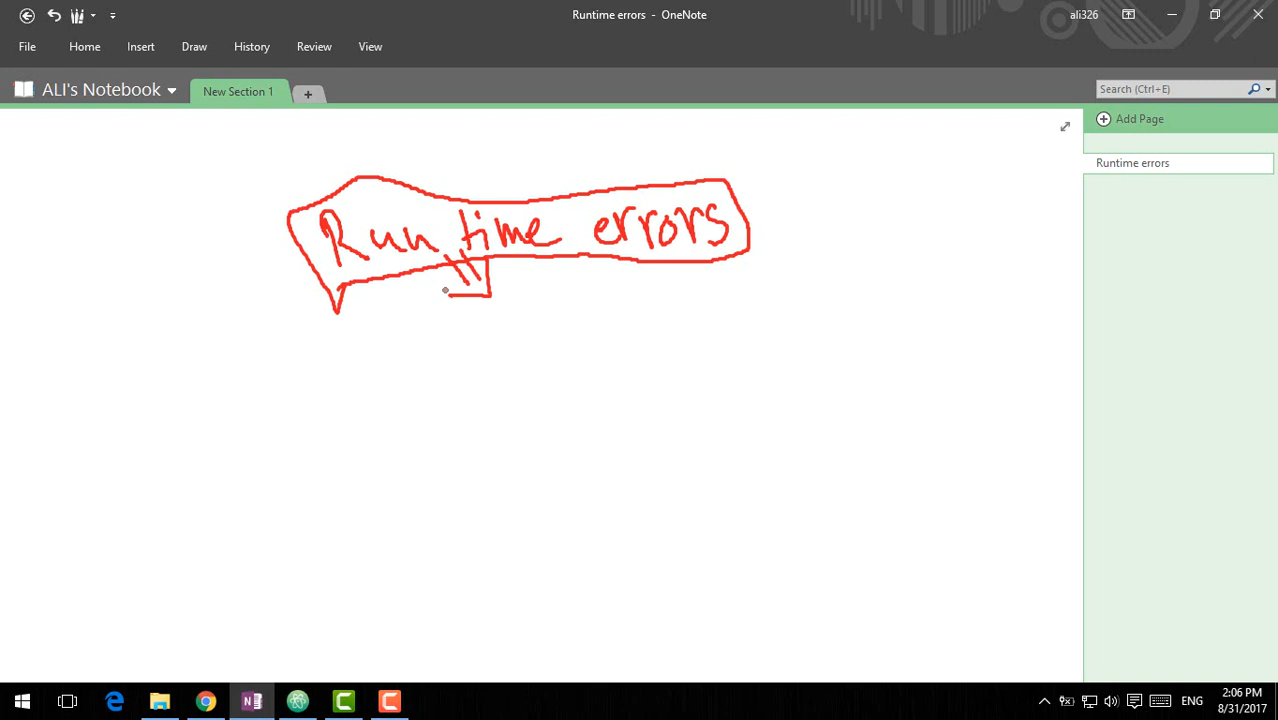 Runtime errors - OneNote
ali326
File Home Insert Draw History Review View
ALI's Notebook New Section 1
Search (Ctrl+E)
Add Page
Runtime errors
Run time errors
ENG
2:06 PM
8/31/2017